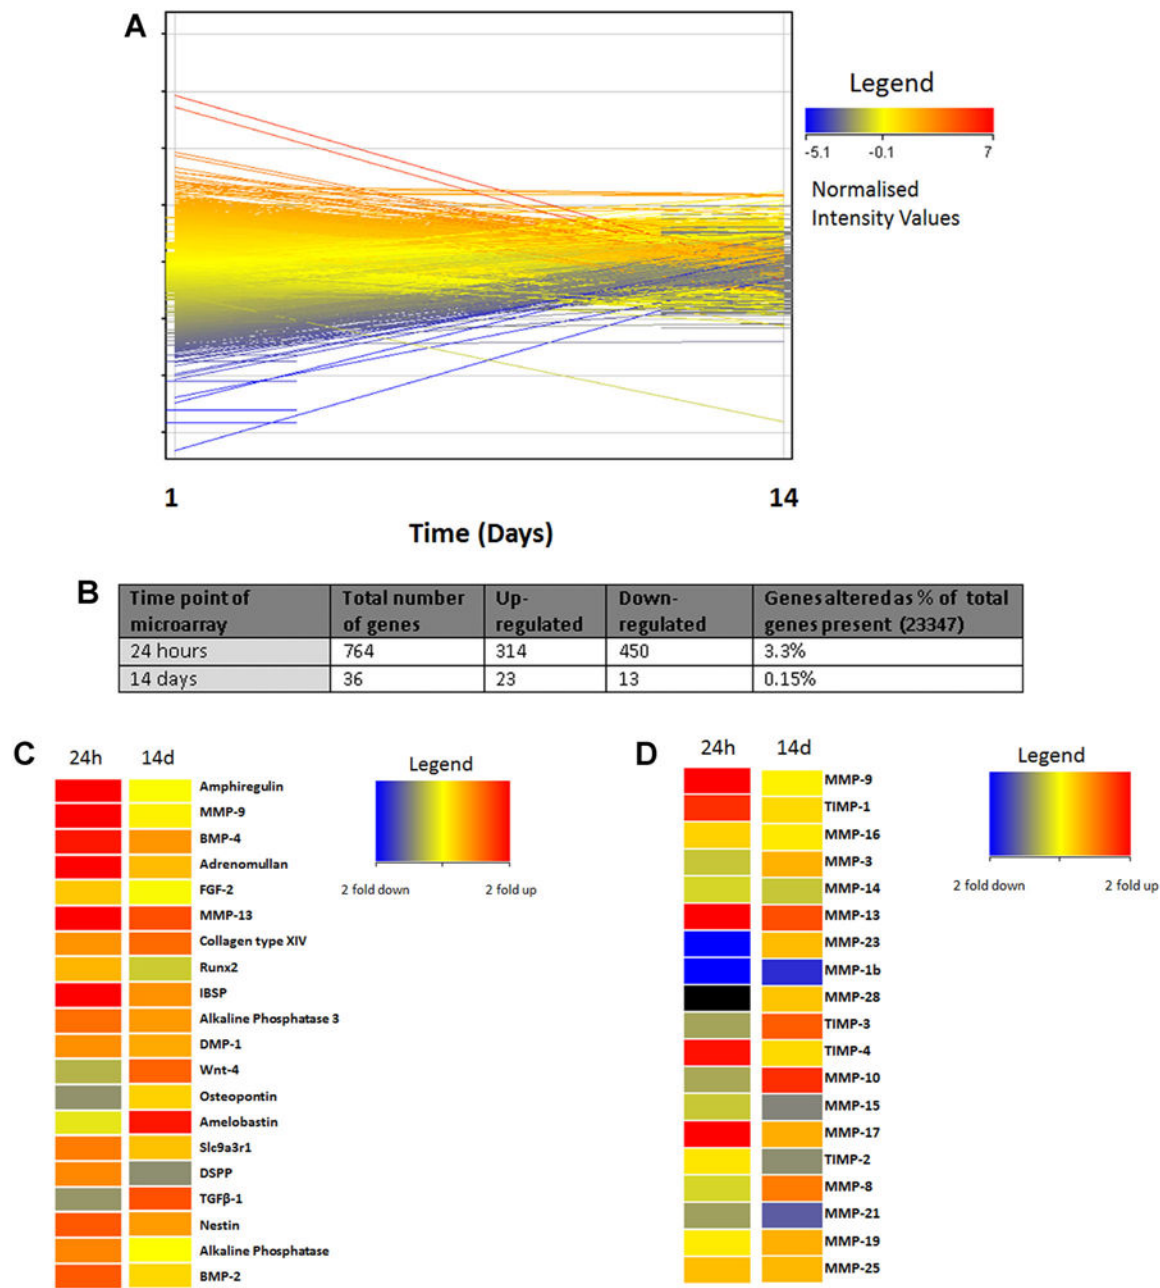 A
Legend
-5.1 -0.1 7
Normalised
Intensity Values
1 14
Time (Days)
B
Time point of microarray | Total number of genes | Up-regulated | Down-regulated | Genes altered as % of total genes present (23347)
24 hours | 764 | 314 | 450 | 3.3%
14 days | 36 | 23 | 13 | 0.15%
C
24h 14d
Legend
2 fold down 2 fold up
Amphiregulin
MMP-9
BMP-4
Adrenomullan
FGF-2
MMP-13
Collagen type XIV
Runx2
IBSP
Alkaline Phosphatase 3
DMP-1
Wnt-4
Osteopontin
Amelobastin
Slc9a3r1
DSPP
TGFβ-1
Nestin
Alkaline Phosphatase
BMP-2
D
24h 14d
Legend
2 fold down 2 fold up
MMP-9
TIMP-1
MMP-16
MMP-3
MMP-14
MMP-13
MMP-23
MMP-1b
MMP-28
TIMP-3
TIMP-4
MMP-10
MMP-15
MMP-17
TIMP-2
MMP-8
MMP-21
MMP-19
MMP-25